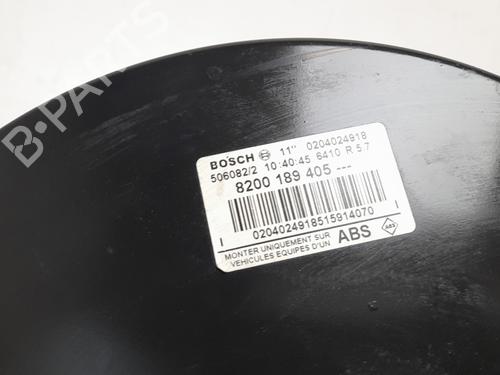 B-PARTS
BOSCH 11" 0204024918
506082/2 10:40:45 6410 R 5.7
8200 189 405 ---
I 0204024918515914070 I
MONTER UNIQUEMENT SUR
VEHICULES EQUIPES D'UN ABS ABS